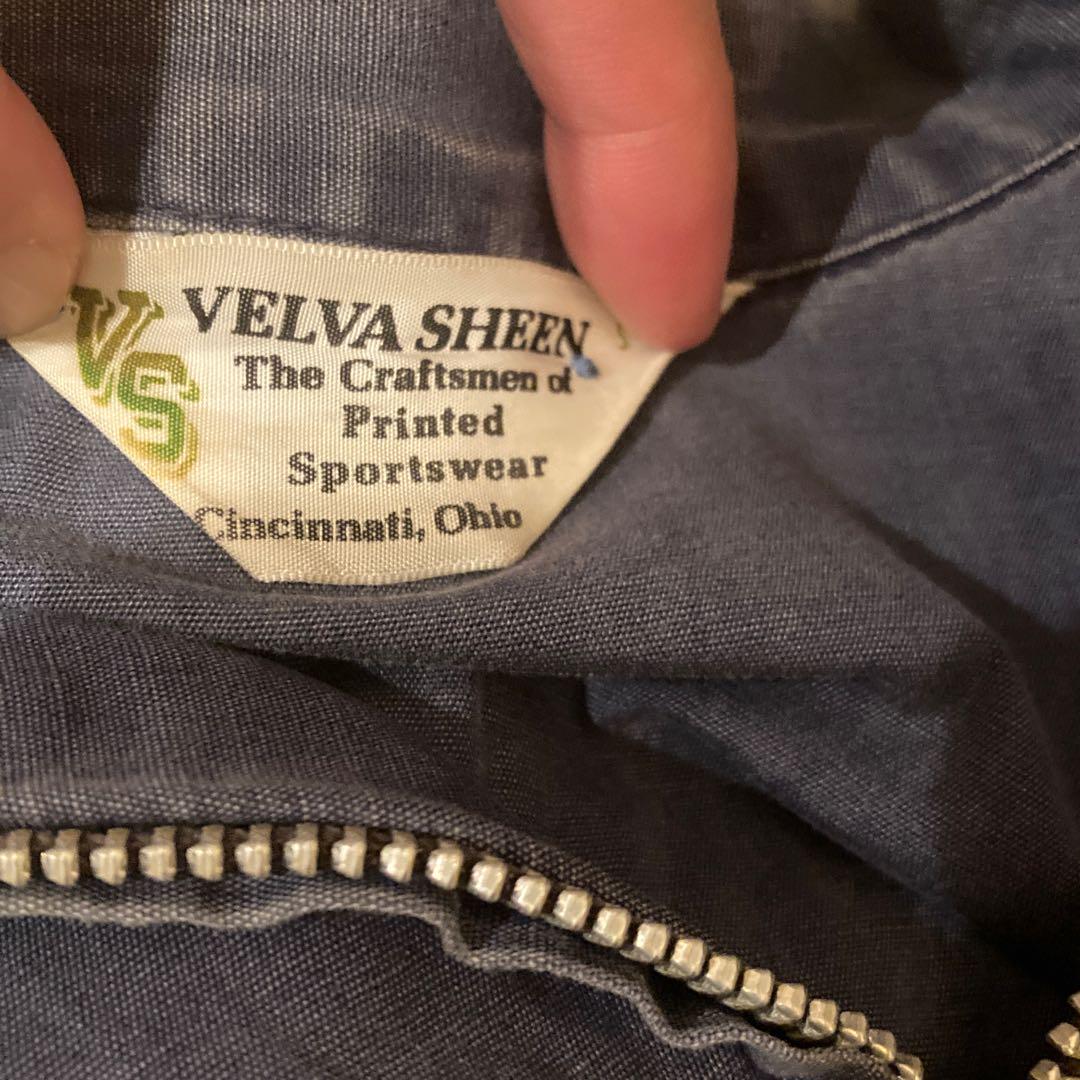 VS VELVA SHEEN
The Craftsmen of
Printed
Sportswear
Cincinnati, Ohio